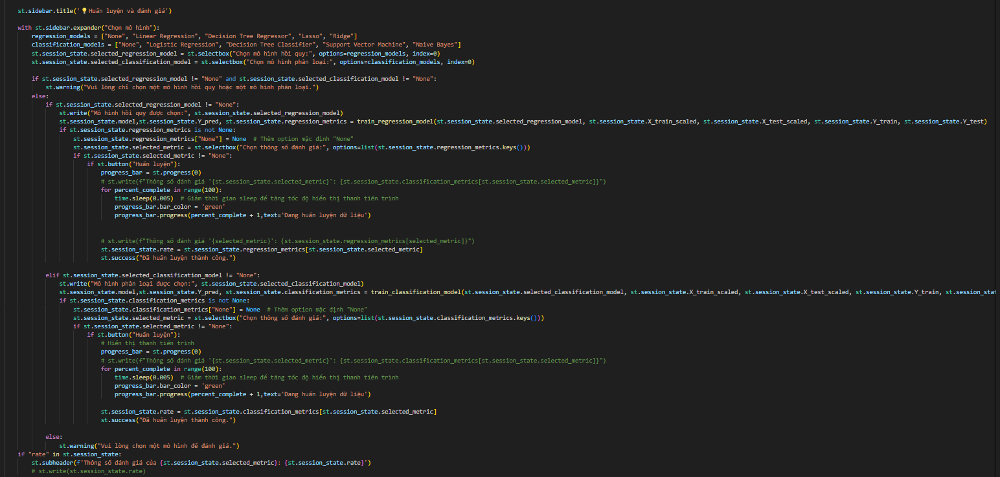 st.sidebar.title('💡Huấn luyện và đánh giá')
with st.sidebar.expander("Chọn mô hình"):
regression_models = ["None", "Linear Regression", "Decision Tree Regressor", "Lasso", "Ridge"]
classification_models = ["None", "Logistic Regression", "Decision Tree Classifier", "Support Vector Machine", "Naive Bayes"]
st.session_state.selected_regression_model = st.selectbox("Chọn mô hình hồi quy:", options=regression_models, index=0)
st.session_state.selected_classification_model = st.selectbox("Chọn mô hình phân loại:", options=classification_models, index=0)
if st.session_state.selected_regression_model != "None" and st.session_state.selected_classification_model != "None":
st.warning("Vui lòng chỉ chọn một mô hình hồi quy hoặc một mô hình phân loại.")
else:
if st.session_state.selected_regression_model != "None":
st.write("Mô hình hồi quy được chọn:", st.session_state.selected_regression_model)
st.session_state.model,st.session_state.Y_pred, st.session_state.regression_metrics = train_regression_model(st.session_state.selected_regression_model, st.session_state.X_train_scaled, st.session_state.X_test_scaled, st.session_state.Y_train, st.session_state.Y_test)
if st.session_state.regression_metrics is not None:
st.session_state.regression_metrics["None"] = None  # Thêm option mặc định "None"
st.session_state.selected_metric = st.selectbox("Chọn thông số đánh giá:", options=list(st.session_state.regression_metrics.keys()))
if st.session_state.selected_metric != "None":
if st.button("Huấn luyện"):
progress_bar = st.progress(0)
# st.write(f"Thông số đánh giá '{st.session_state.selected_metric}': {st.session_state.classification_metrics[st.session_state.selected_metric]}")
for percent_complete in range(100):
time.sleep(0.005)  # Giảm thời gian sleep để tăng tốc độ hiển thị thanh tiến trình
progress_bar.bar_color = 'green'
progress_bar.progress(percent_complete + 1,text='Đang huấn luyện dữ liệu')
# st.write(f"Thông số đánh giá '{selected_metric}': {st.session_state.regression_metrics[selected_metric]}")
st.session_state.rate = st.session_state.regression_metrics[st.session_state.selected_metric]
st.success("Đã huấn luyện thành công.")
elif st.session_state.selected_classification_model != "None":
st.write("Mô hình phân loại được chọn:", st.session_state.selected_classification_model)
st.session_state.model,st.session_state.Y_pred, st.session_state.classification_metrics = train_classification_model(st.session_state.selected_classification_model, st.session_state.X_train_scaled, st.session_state.X_test_scaled, st.session_state.Y_train, st.session_stat
if st.session_state.classification_metrics is not None:
st.session_state.classification_metrics["None"] = None  # Thêm option mặc định "None"
st.session_state.selected_metric = st.selectbox("Chọn thông số đánh giá:", options=list(st.session_state.classification_metrics.keys()))
if st.session_state.selected_metric != "None":
if st.button("Huấn luyện"):
# Hiển thị thanh tiến trình
progress_bar = st.progress(0)
# st.write(f"Thông số đánh giá '{st.session_state.selected_metric}': {st.session_state.classification_metrics[st.session_state.selected_metric]}")
for percent_complete in range(100):
time.sleep(0.005)  # Giảm thời gian sleep để tăng tốc độ hiển thị thanh tiến trình
progress_bar.bar_color = 'green'
progress_bar.progress(percent_complete + 1,text='Đang huấn luyện dữ liệu')
st.session_state.rate = st.session_state.classification_metrics[st.session_state.selected_metric]
st.success("Đã huấn luyện thành công.")
else:
st.warning("Vui lòng chọn một mô hình để đánh giá.")
if "rate" in st.session_state:
st.subheader(f'Thông số đánh giá của {st.session_state.selected_metric}: {st.session_state.rate}')
# st.write(st.session_state.rate)